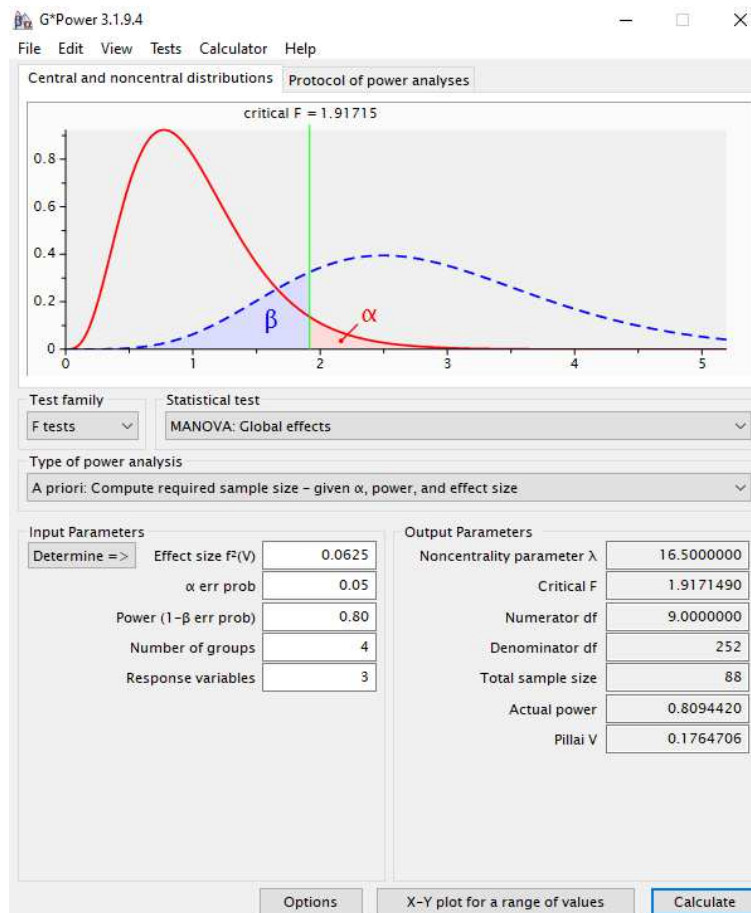 G*Power 3.1.9.4
File Edit View Tests Calculator Help
Central and noncentral distributions Protocol of power analyses
critical F = 1.91715
0.8
0.6
0.4
0.2
0
β
α
0 1 2 3 4 5
Test family Statistical test
F tests MANOVA: Global effects
Type of power analysis
A priori: Compute required sample size – given α, power, and effect size
Input Parameters Output Parameters
Determine => Effect size f²(V) 0.0625 Noncentrality parameter λ 16.5000000
α err prob 0.05 Critical F 1.9171490
Power (1-β err prob) 0.80 Numerator df 9.0000000
Number of groups 4 Denominator df 252
Response variables 3 Total sample size 88
Actual power 0.8094420
Pillai V 0.1764706
Options X-Y plot for a range of values Calculate